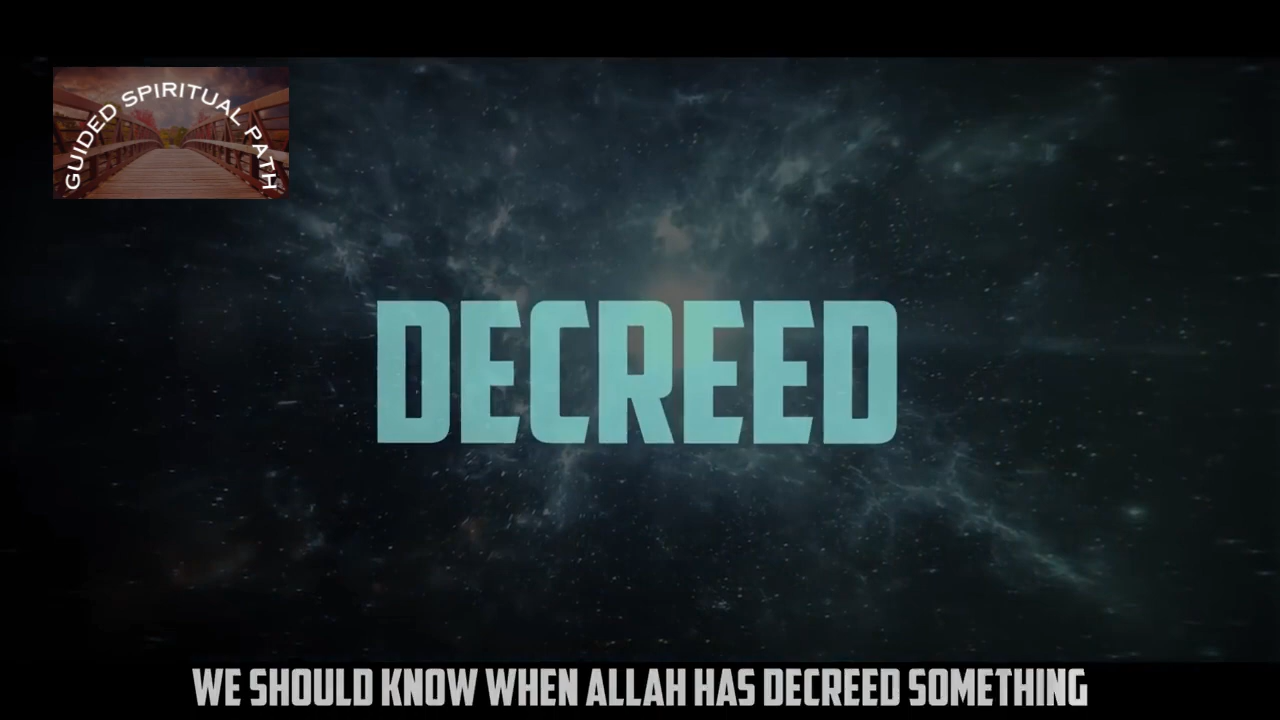 GUIDED SPIRITUAL PATH
DECREED
WE SHOULD KNOW WHEN ALLAH HAS DECREED SOMETHING